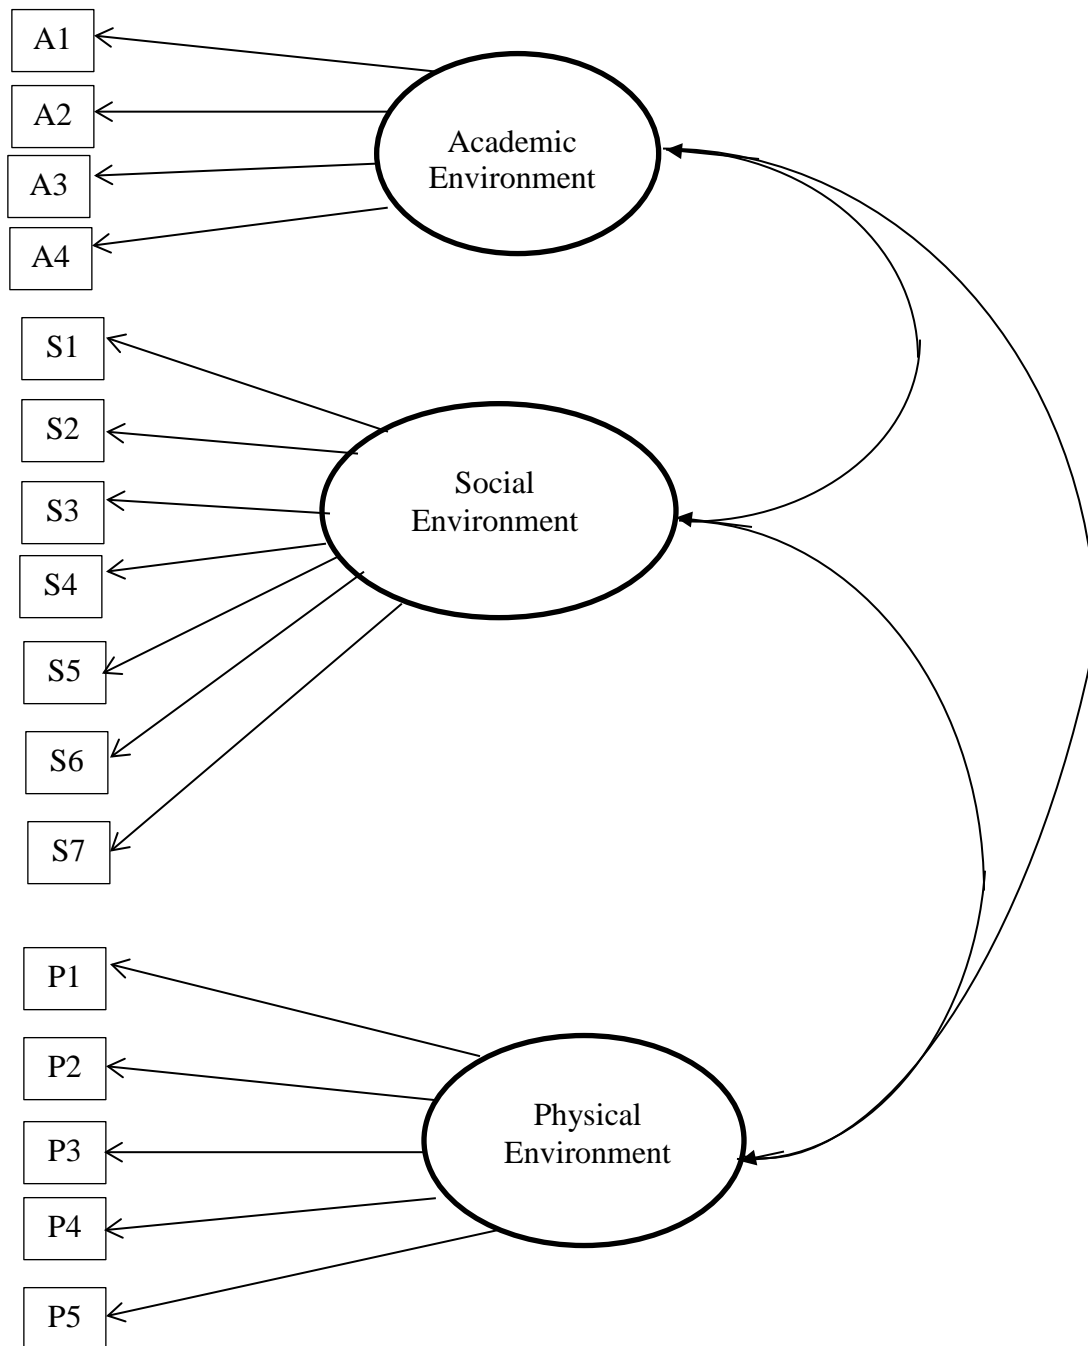 A1
A2
A3
A4
Academic
Environment
S1
S2
S3
S4
S5
S6
S7
Social
Environment
P1
P2
P3
P4
P5
Physical
Environment